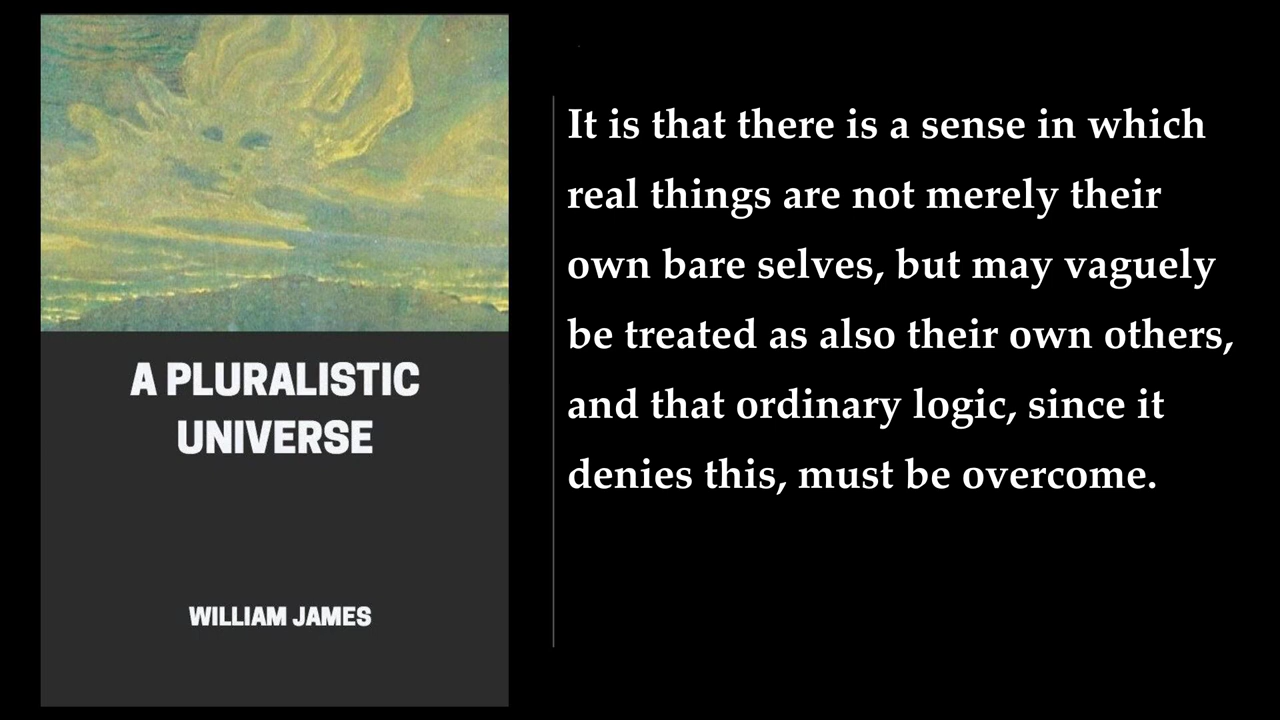 A PLURALISTIC
UNIVERSE
WILLIAM JAMES
It is that there is a sense in which
real things are not merely their
own bare selves, but may vaguely
be treated as also their own others,
and that ordinary logic, since it
denies this, must be overcome.